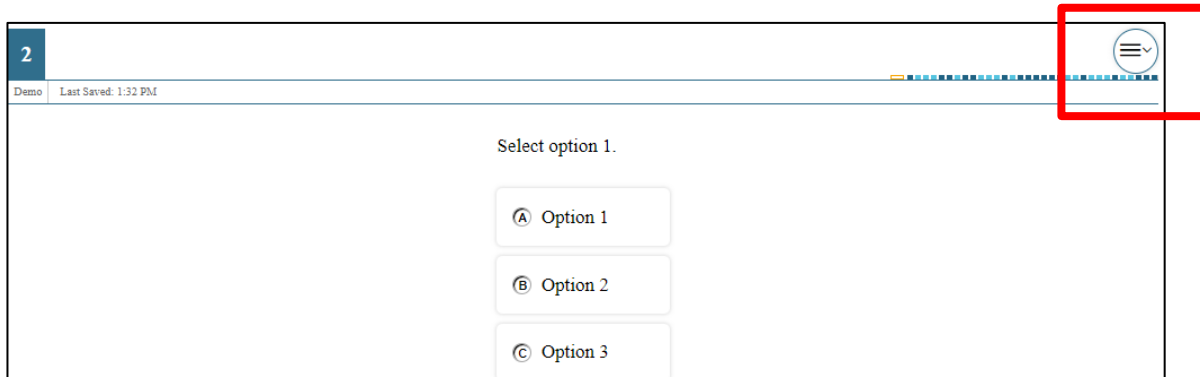 2
Demo Last Saved: 1:32 PM
Select option 1.
A Option 1
B Option 2
C Option 3